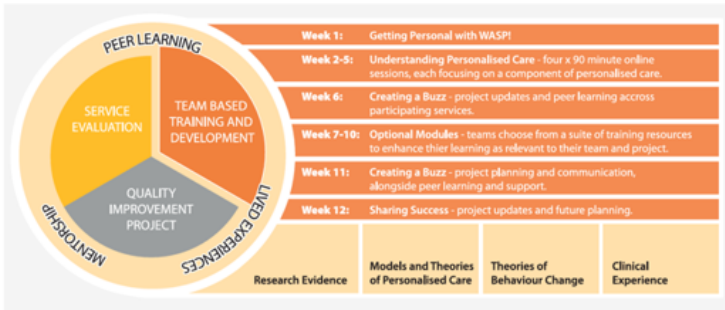 PEER LEARNING
SERVICE
EVALUATION
TEAM BASED
TRAINING AND
DEVELOPMENT
QUALITY
IMPROVEMENT
PROJECT
MENTORSHIP
LIVED EXPERIENCES
Week 1: Getting Personal with WASP!
Week 2-5: Understanding Personalised Care - four x 90 minute online
sessions, each focusing on a component of personalised care.
Week 6: Creating a Buzz - project updates and peer learning accross
participating services.
Week 7-10: Optional Modules - teams choose from a suite of training resources
to enhance thier learning as relevant to their team and project.
Week 11: Creating a Buzz - project planning and communication,
alongside peer learning and support.
Week 12: Sharing Success - project updates and future planning.
Research Evidence
Models and Theories
of Personalised Care
Theories of
Behaviour Change
Clinical
Experience